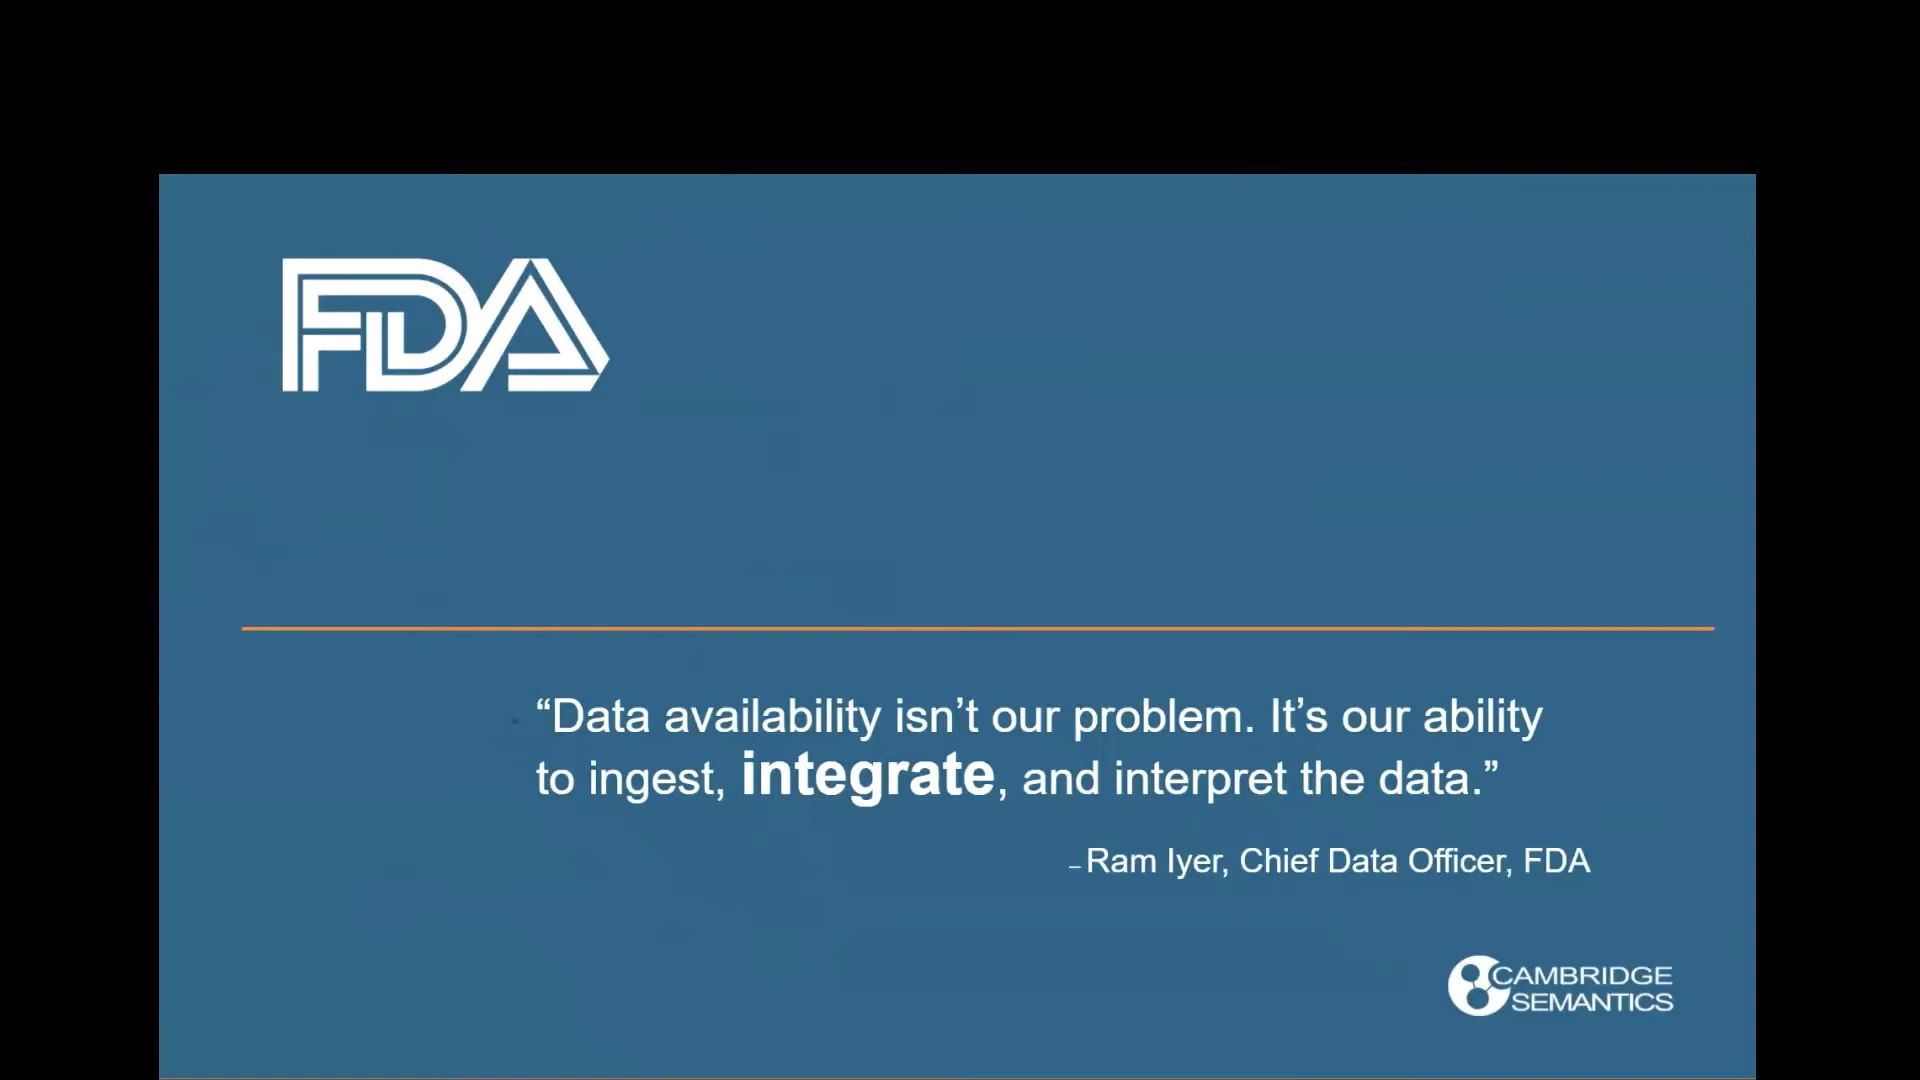 FDA
“Data availability isn’t our problem. It’s our ability
to ingest, integrate, and interpret the data.”
– Ram Iyer, Chief Data Officer, FDA
CAMBRIDGE
SEMANTICS